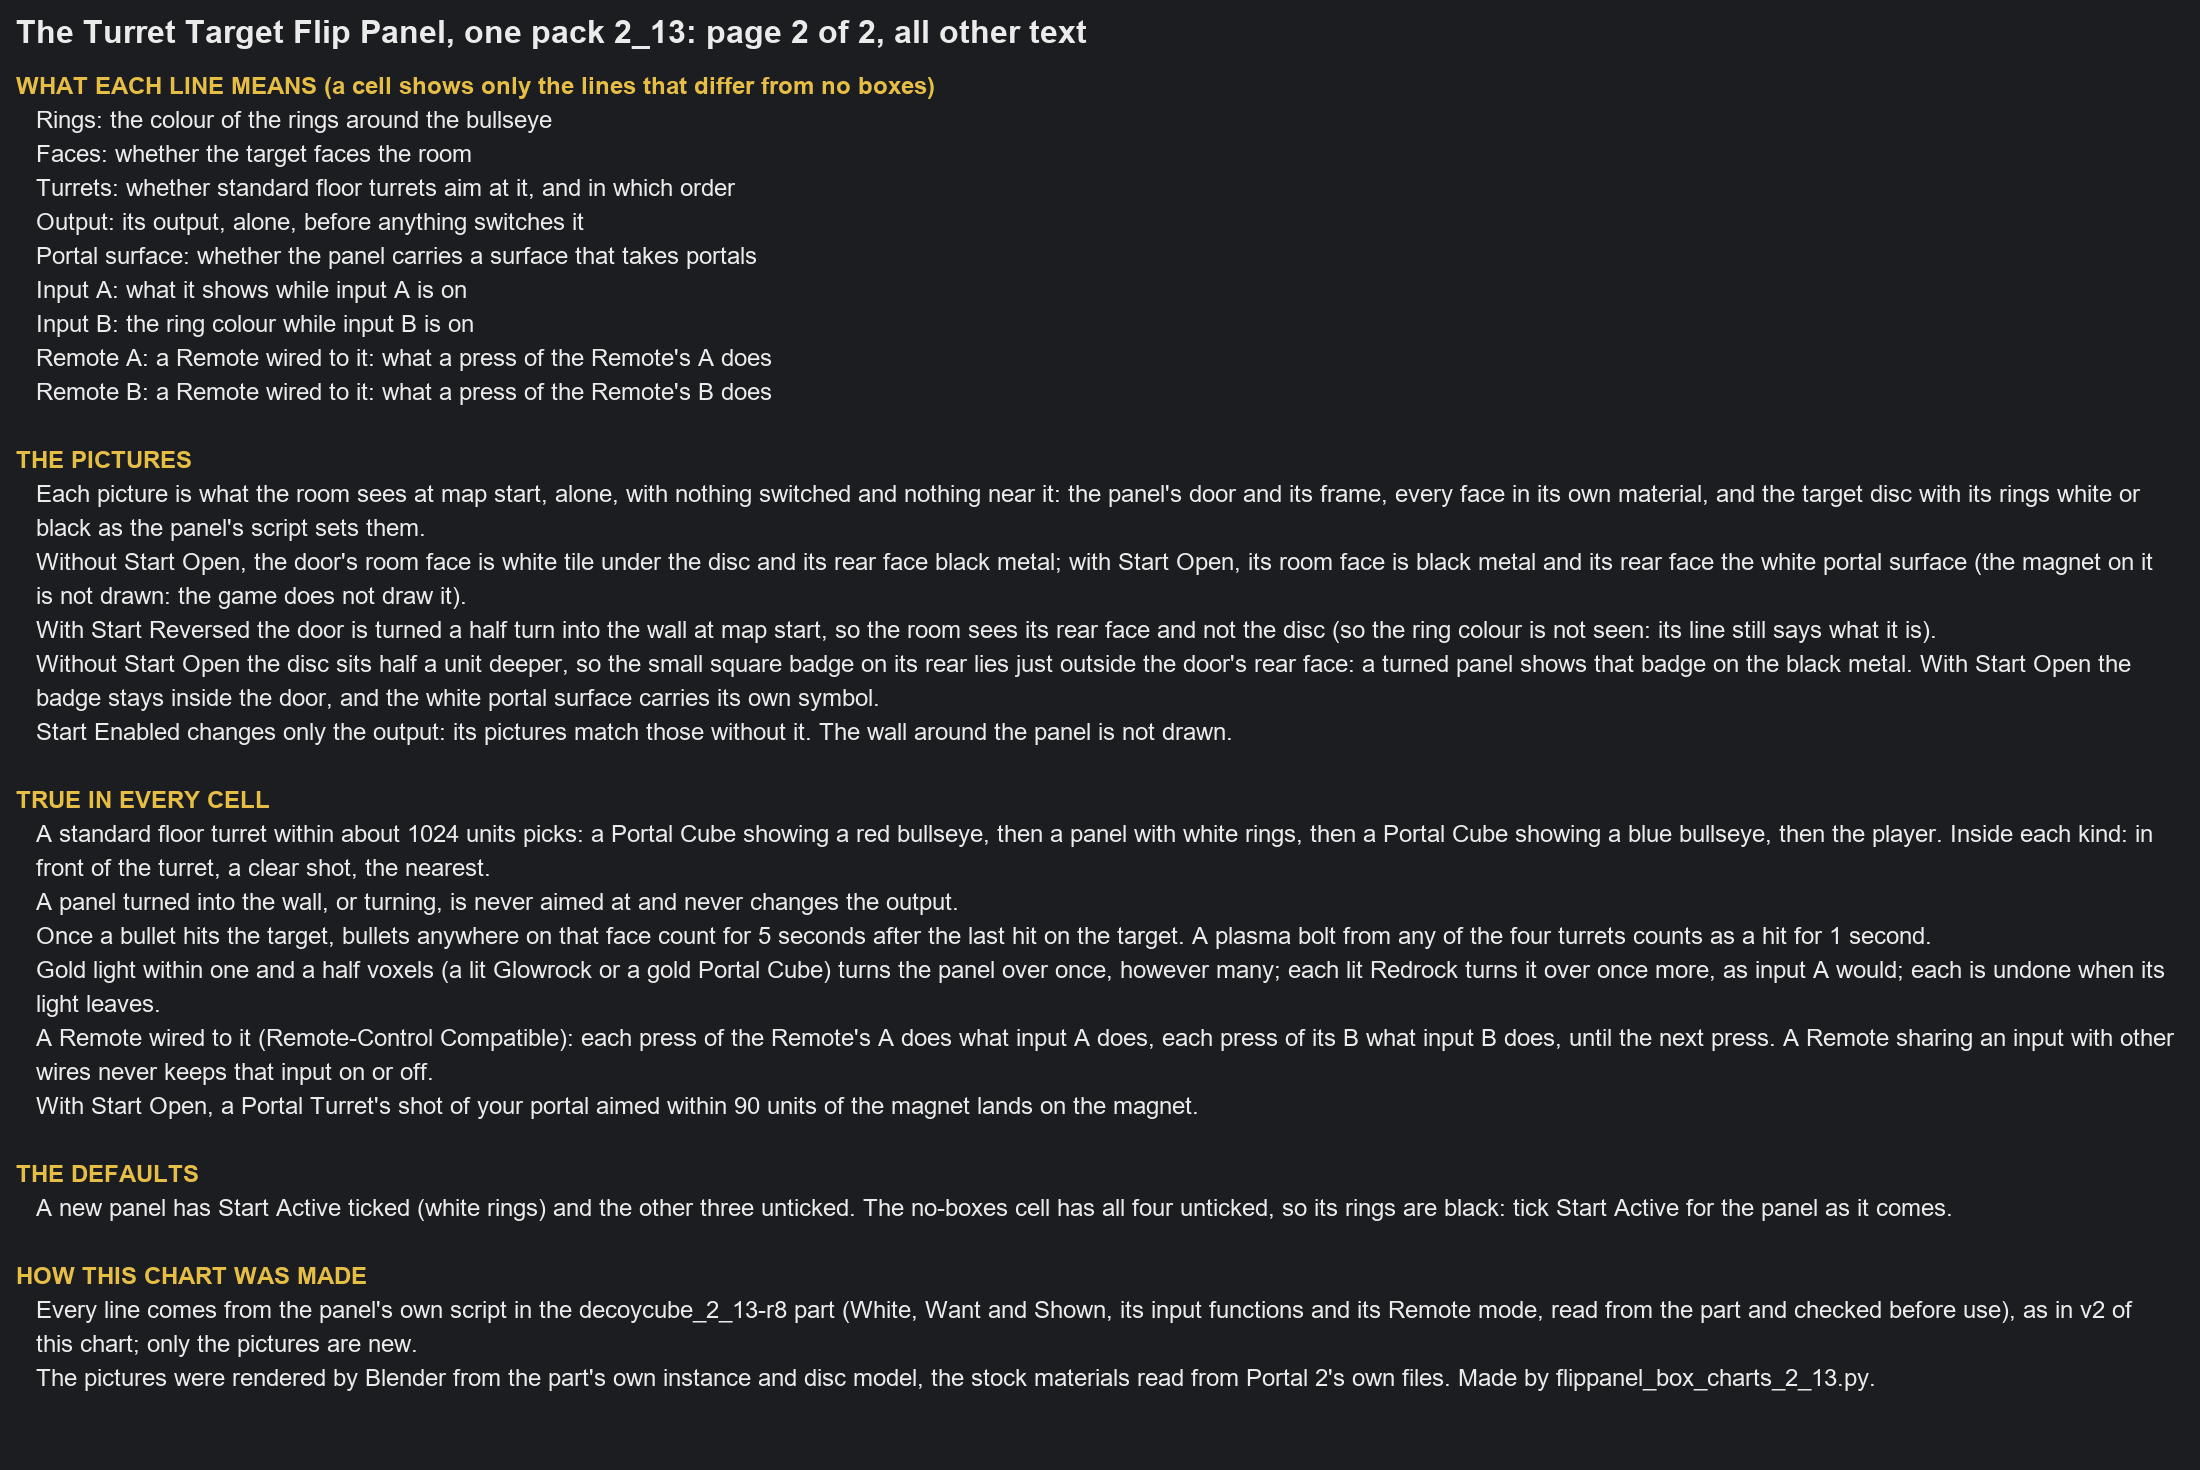 The Turret Target Flip Panel, one pack 2_13: page 2 of 2, all other text
WHAT EACH LINE MEANS (a cell shows only the lines that differ from no boxes)
Rings: the colour of the rings around the bullseye
Faces: whether the target faces the room
Turrets: whether standard floor turrets aim at it, and in which order
Output: its output, alone, before anything switches it
Portal surface: whether the panel carries a surface that takes portals
Input A: what it shows while input A is on
Input B: the ring colour while input B is on
Remote A: a Remote wired to it: what a press of the Remote's A does
Remote B: a Remote wired to it: what a press of the Remote's B does
THE PICTURES
Each picture is what the room sees at map start, alone, with nothing switched and nothing near it: the panel's door and its frame, every face in its own material, and the target disc with its rings white or
black as the panel's script sets them.
Without Start Open, the door's room face is white tile under the disc and its rear face black metal; with Start Open, its room face is black metal and its rear face the white portal surface (the magnet on it
is not drawn: the game does not draw it).
With Start Reversed the door is turned a half turn into the wall at map start, so the room sees its rear face and not the disc (so the ring colour is not seen: its line still says what it is).
Without Start Open the disc sits half a unit deeper, so the small square badge on its rear lies just outside the door's rear face: a turned panel shows that badge on the black metal. With Start Open the
badge stays inside the door, and the white portal surface carries its own symbol.
Start Enabled changes only the output: its pictures match those without it. The wall around the panel is not drawn.
TRUE IN EVERY CELL
A standard floor turret within about 1024 units picks: a Portal Cube showing a red bullseye, then a panel with white rings, then a Portal Cube showing a blue bullseye, then the player. Inside each kind: in
front of the turret, a clear shot, the nearest.
A panel turned into the wall, or turning, is never aimed at and never changes the output.
Once a bullet hits the target, bullets anywhere on that face count for 5 seconds after the last hit on the target. A plasma bolt from any of the four turrets counts as a hit for 1 second.
Gold light within one and a half voxels (a lit Glowrock or a gold Portal Cube) turns the panel over once, however many; each lit Redrock turns it over once more, as input A would; each is undone when its
light leaves.
A Remote wired to it (Remote-Control Compatible): each press of the Remote's A does what input A does, each press of its B what input B does, until the next press. A Remote sharing an input with other
wires never keeps that input on or off.
With Start Open, a Portal Turret's shot of your portal aimed within 90 units of the magnet lands on the magnet.
THE DEFAULTS
A new panel has Start Active ticked (white rings) and the other three unticked. The no-boxes cell has all four unticked, so its rings are black: tick Start Active for the panel as it comes.
HOW THIS CHART WAS MADE
Every line comes from the panel's own script in the decoycube_2_13-r8 part (White, Want and Shown, its input functions and its Remote mode, read from the part and checked before use), as in v2 of
this chart; only the pictures are new.
The pictures were rendered by Blender from the part's own instance and disc model, the stock materials read from Portal 2's own files. Made by flippanel_box_charts_2_13.py.